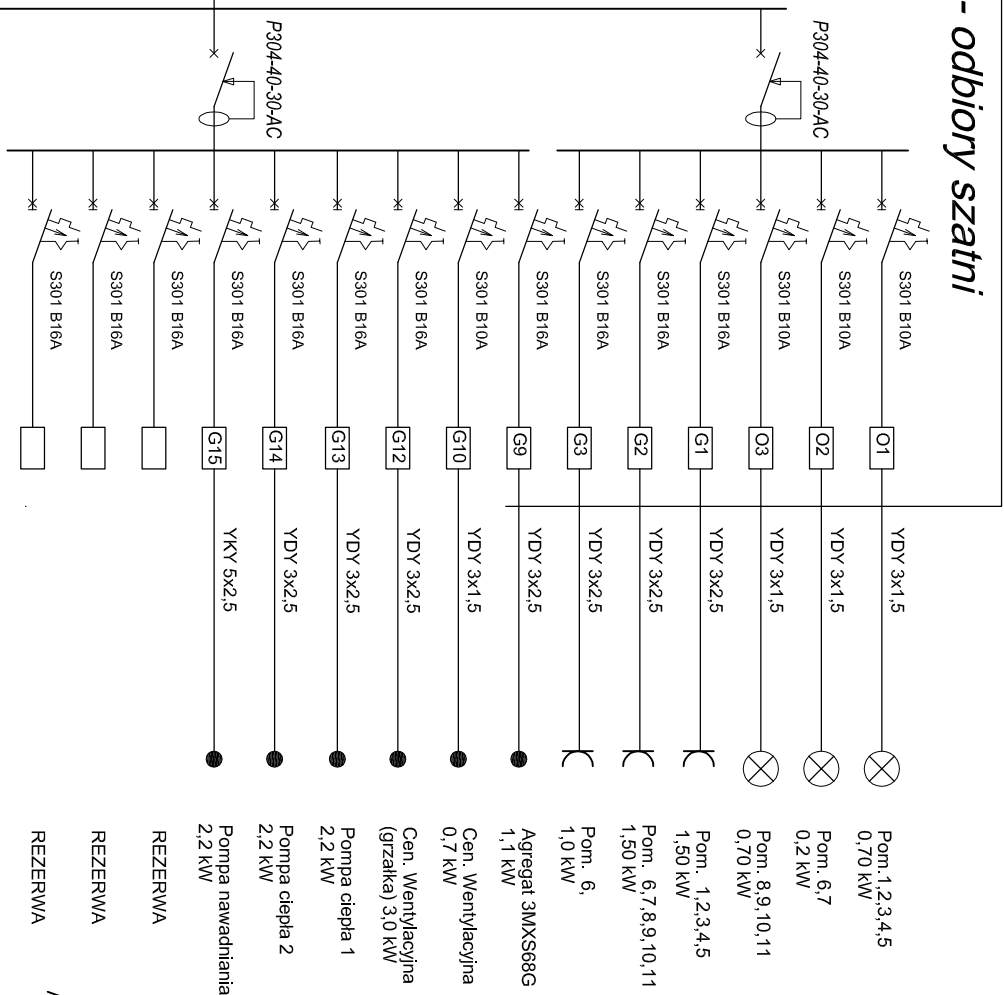 - odbiory szatni
P304-40-30-AC
P304-40-30-AC
S301 B10A
S301 B10A
S301 B10A
S301 B16A
S301 B16A
S301 B16A
S301 B16A
S301 B10A
S301 B16A
S301 B16A
S301 B16A
S301 B16A
S301 B16A
S301 B16A
S301 B16A
O1
O2
O3
G1
G2
G3
G9
G10
G12
G13
G14
G15
YDY 3x1,5
YDY 3x1,5
YDY 3x1,5
YDY 3x2,5
YDY 3x2,5
YDY 3x2,5
YDY 3x2,5
YDY 3x1,5
YDY 3x2,5
YDY 3x2,5
YDY 3x2,5
YKY 5x2,5
Pom.1,2,3,4,5
0,70 kW
Pom. 6,7
0,2 kW
Pom. 8,9,10,11
0,70 kW
Pom. 1,2,3,4,5
1,50 kW
Pom. 6,7,8,9,10,11
1,50 kW
Pom. 6,
1,0 kW
Agregat 3MXS68G
1,1 kW
Cen. Wentylacyjna
0,7 kW
Cen. Wentylacyjna
(grzałka) 3,0 kW
Pompa ciepła 1
2,2 kW
Pompa ciepła 2
2,2 kW
Pompa nawadniania
2,2 kW
REZERWA
REZERWA
REZERWA